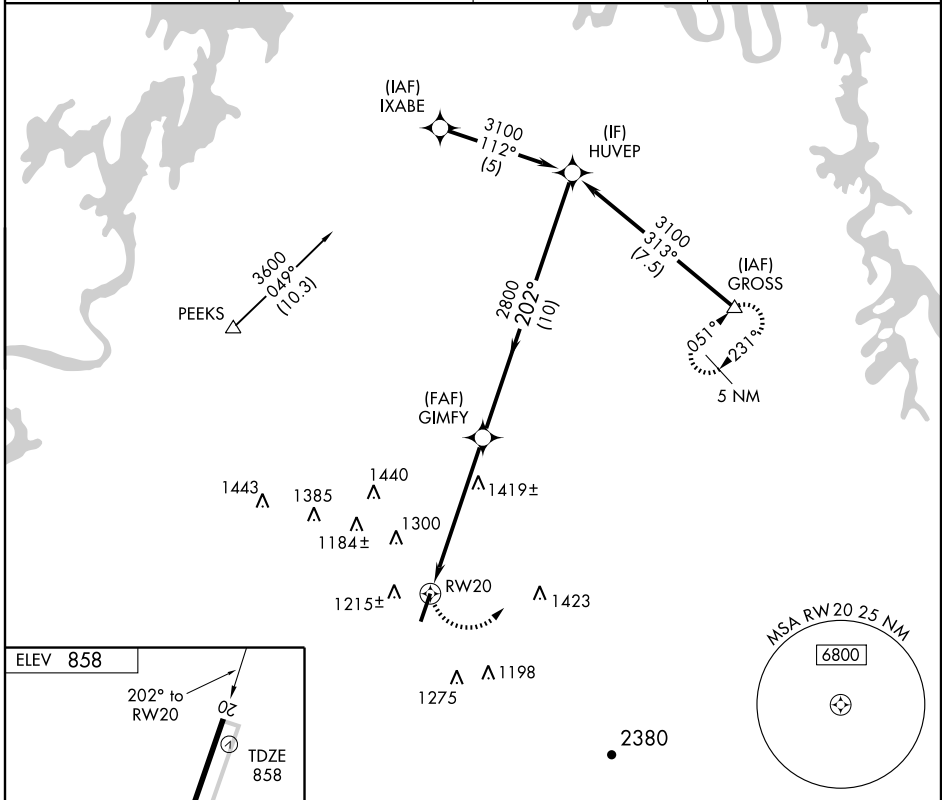 (IAF)
IXABE
3100
112°
(5)
(IF)
HUVEP
3100
313°
(7.5)
(IAF)
GROSS
051°
231°
5 NM
3600
049°
(10.3)
PEEKS
2800
202°
(10)
(FAF)
GIMFY
1443
1385
1440
1419±
1184±
1300
1215±
RW20
1423
1275
1198
2380
MSA RW20 25 NM
6800
ELEV 858
202° to
RW20
20
TDZE
858
V